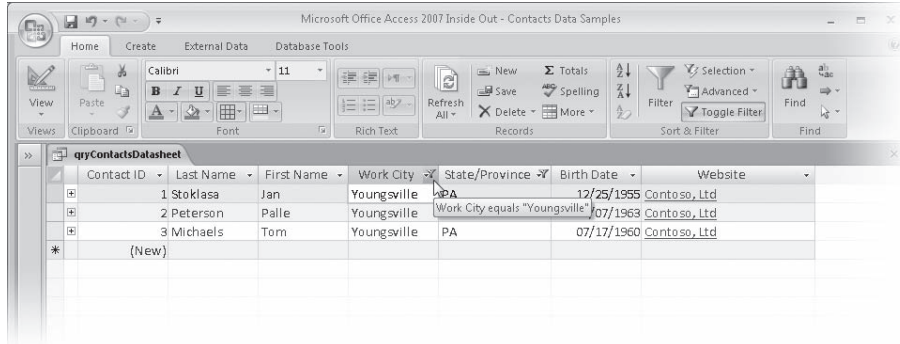 Microsoft Office Access 2007 Inside Out - Contacts Data Samples
Home Create External Data Database Tools
View
Views
Paste
Clipboard
Calibri 11
B I U
A
Font
ab
Rich Text
Refresh All
New
Save
Delete
Totals
Spelling
More
Records
Filter
Selection
Advanced
Toggle Filter
Sort & Filter
Find
Find
qryContactsDatasheet
Contact ID Last Name First Name Work City State/Province Birth Date Website
1 Stoklasa Jan Youngsville PA 12/25/1955 Contoso, Ltd
2 Peterson Palle Youngsville /07/1963 Contoso, Ltd
Work City equals "Youngsville"
3 Michaels Tom Youngsville PA 07/17/1960 Contoso, Ltd
(New)